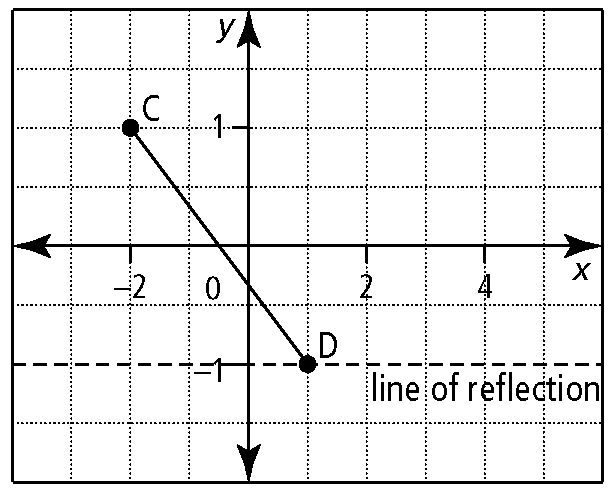 y
C
1
x
–2 0 2 4
D
–1
line of reflection